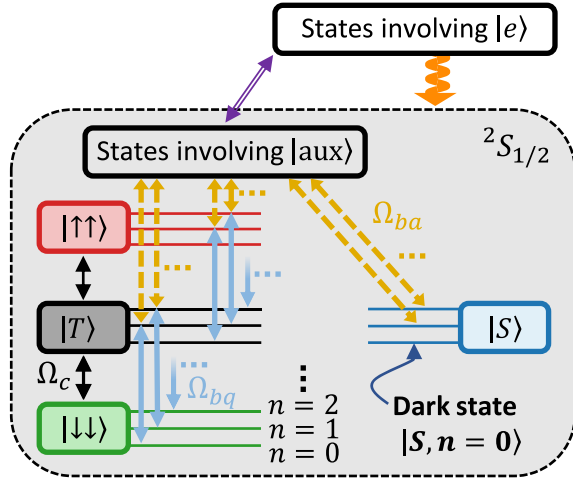 States involving |e⟩
States involving |aux⟩
²S₁/₂
Ω_ba
|↑↑⟩
|T⟩
|S⟩
Ω_c
Ω_bq
|↓↓⟩
n = 2
n = 1
n = 0
Dark state
|S, n = 0⟩